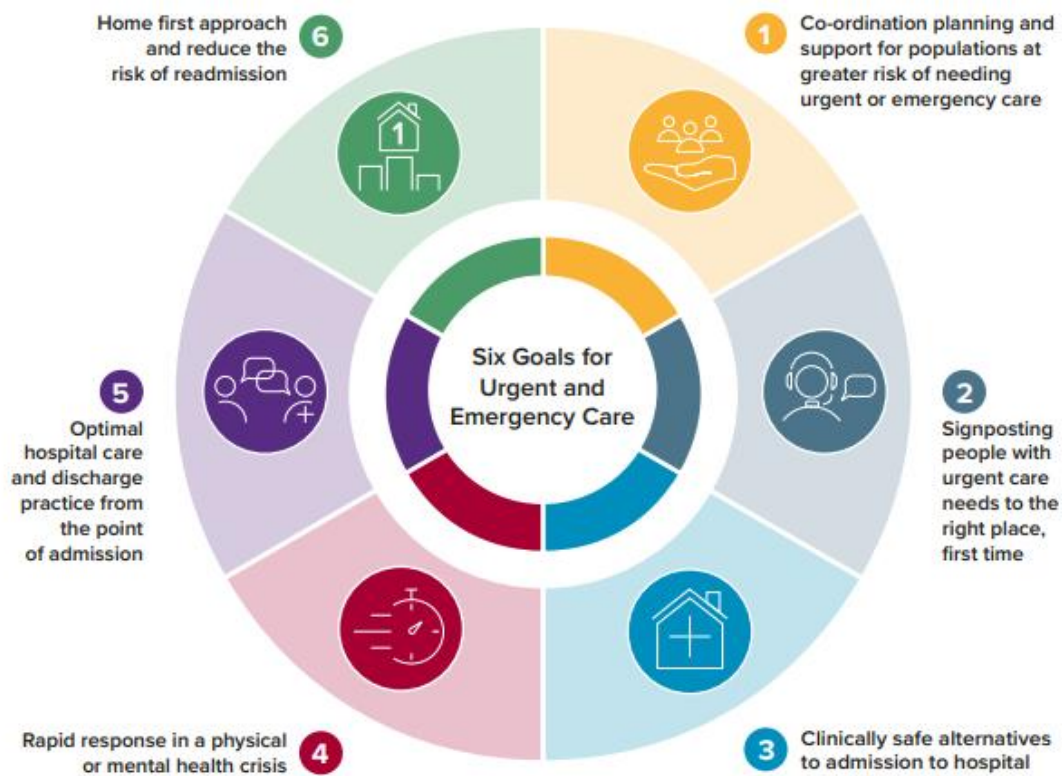 Six Goals for
Urgent and
Emergency Care
1
Co-ordination planning and
support for populations at
greater risk of needing
urgent or emergency care
2
Signposting
people with
urgent care
needs to the
right place,
first time
3
Clinically safe alternatives
to admission to hospital
4
Rapid response in a physical
or mental health crisis
5
Optimal
hospital care
and discharge
practice from
the point
of admission
6
Home first approach
and reduce the
risk of readmission
1